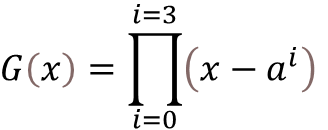 G(x) = ∏_{i=0}^{i=3} (x − a^i)